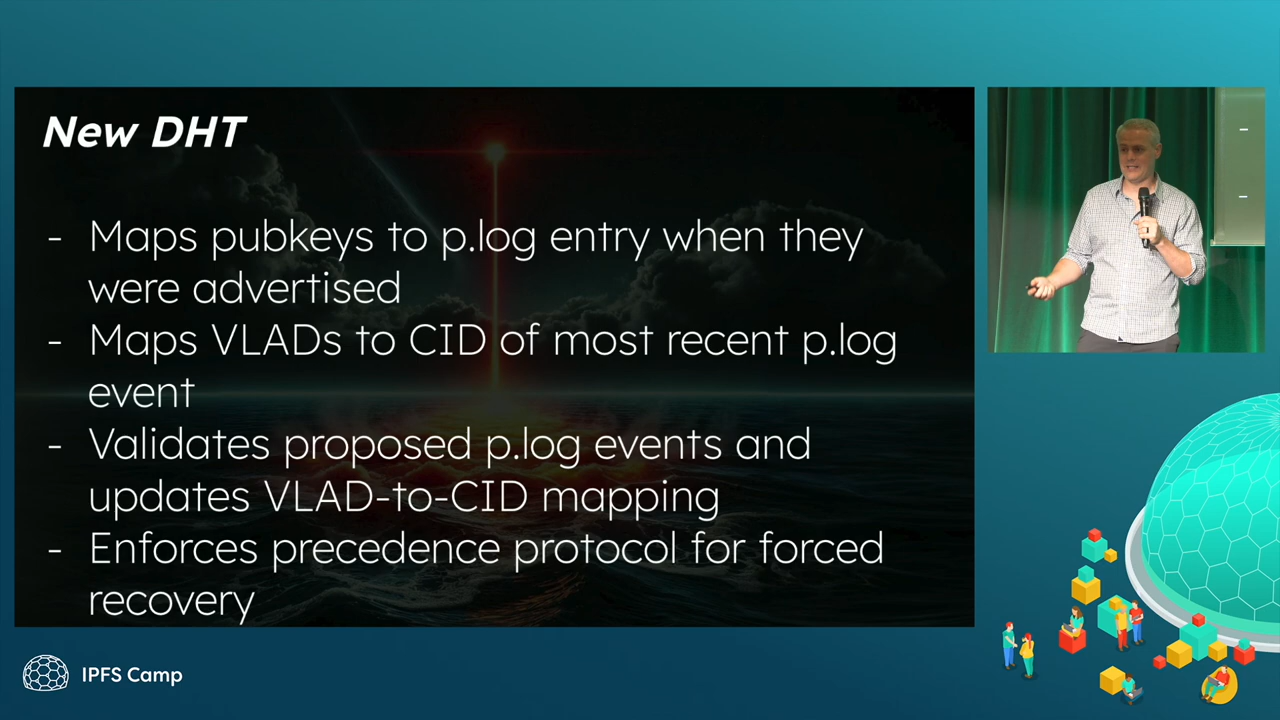 New DHT
- Maps pubkeys to p.log entry when they
were advertised
- Maps VLADs to CID of most recent p.log
event
- Validates proposed p.log events and
updates VLAD-to-CID mapping
- Enforces precedence protocol for forced
recovery
IPFS Camp